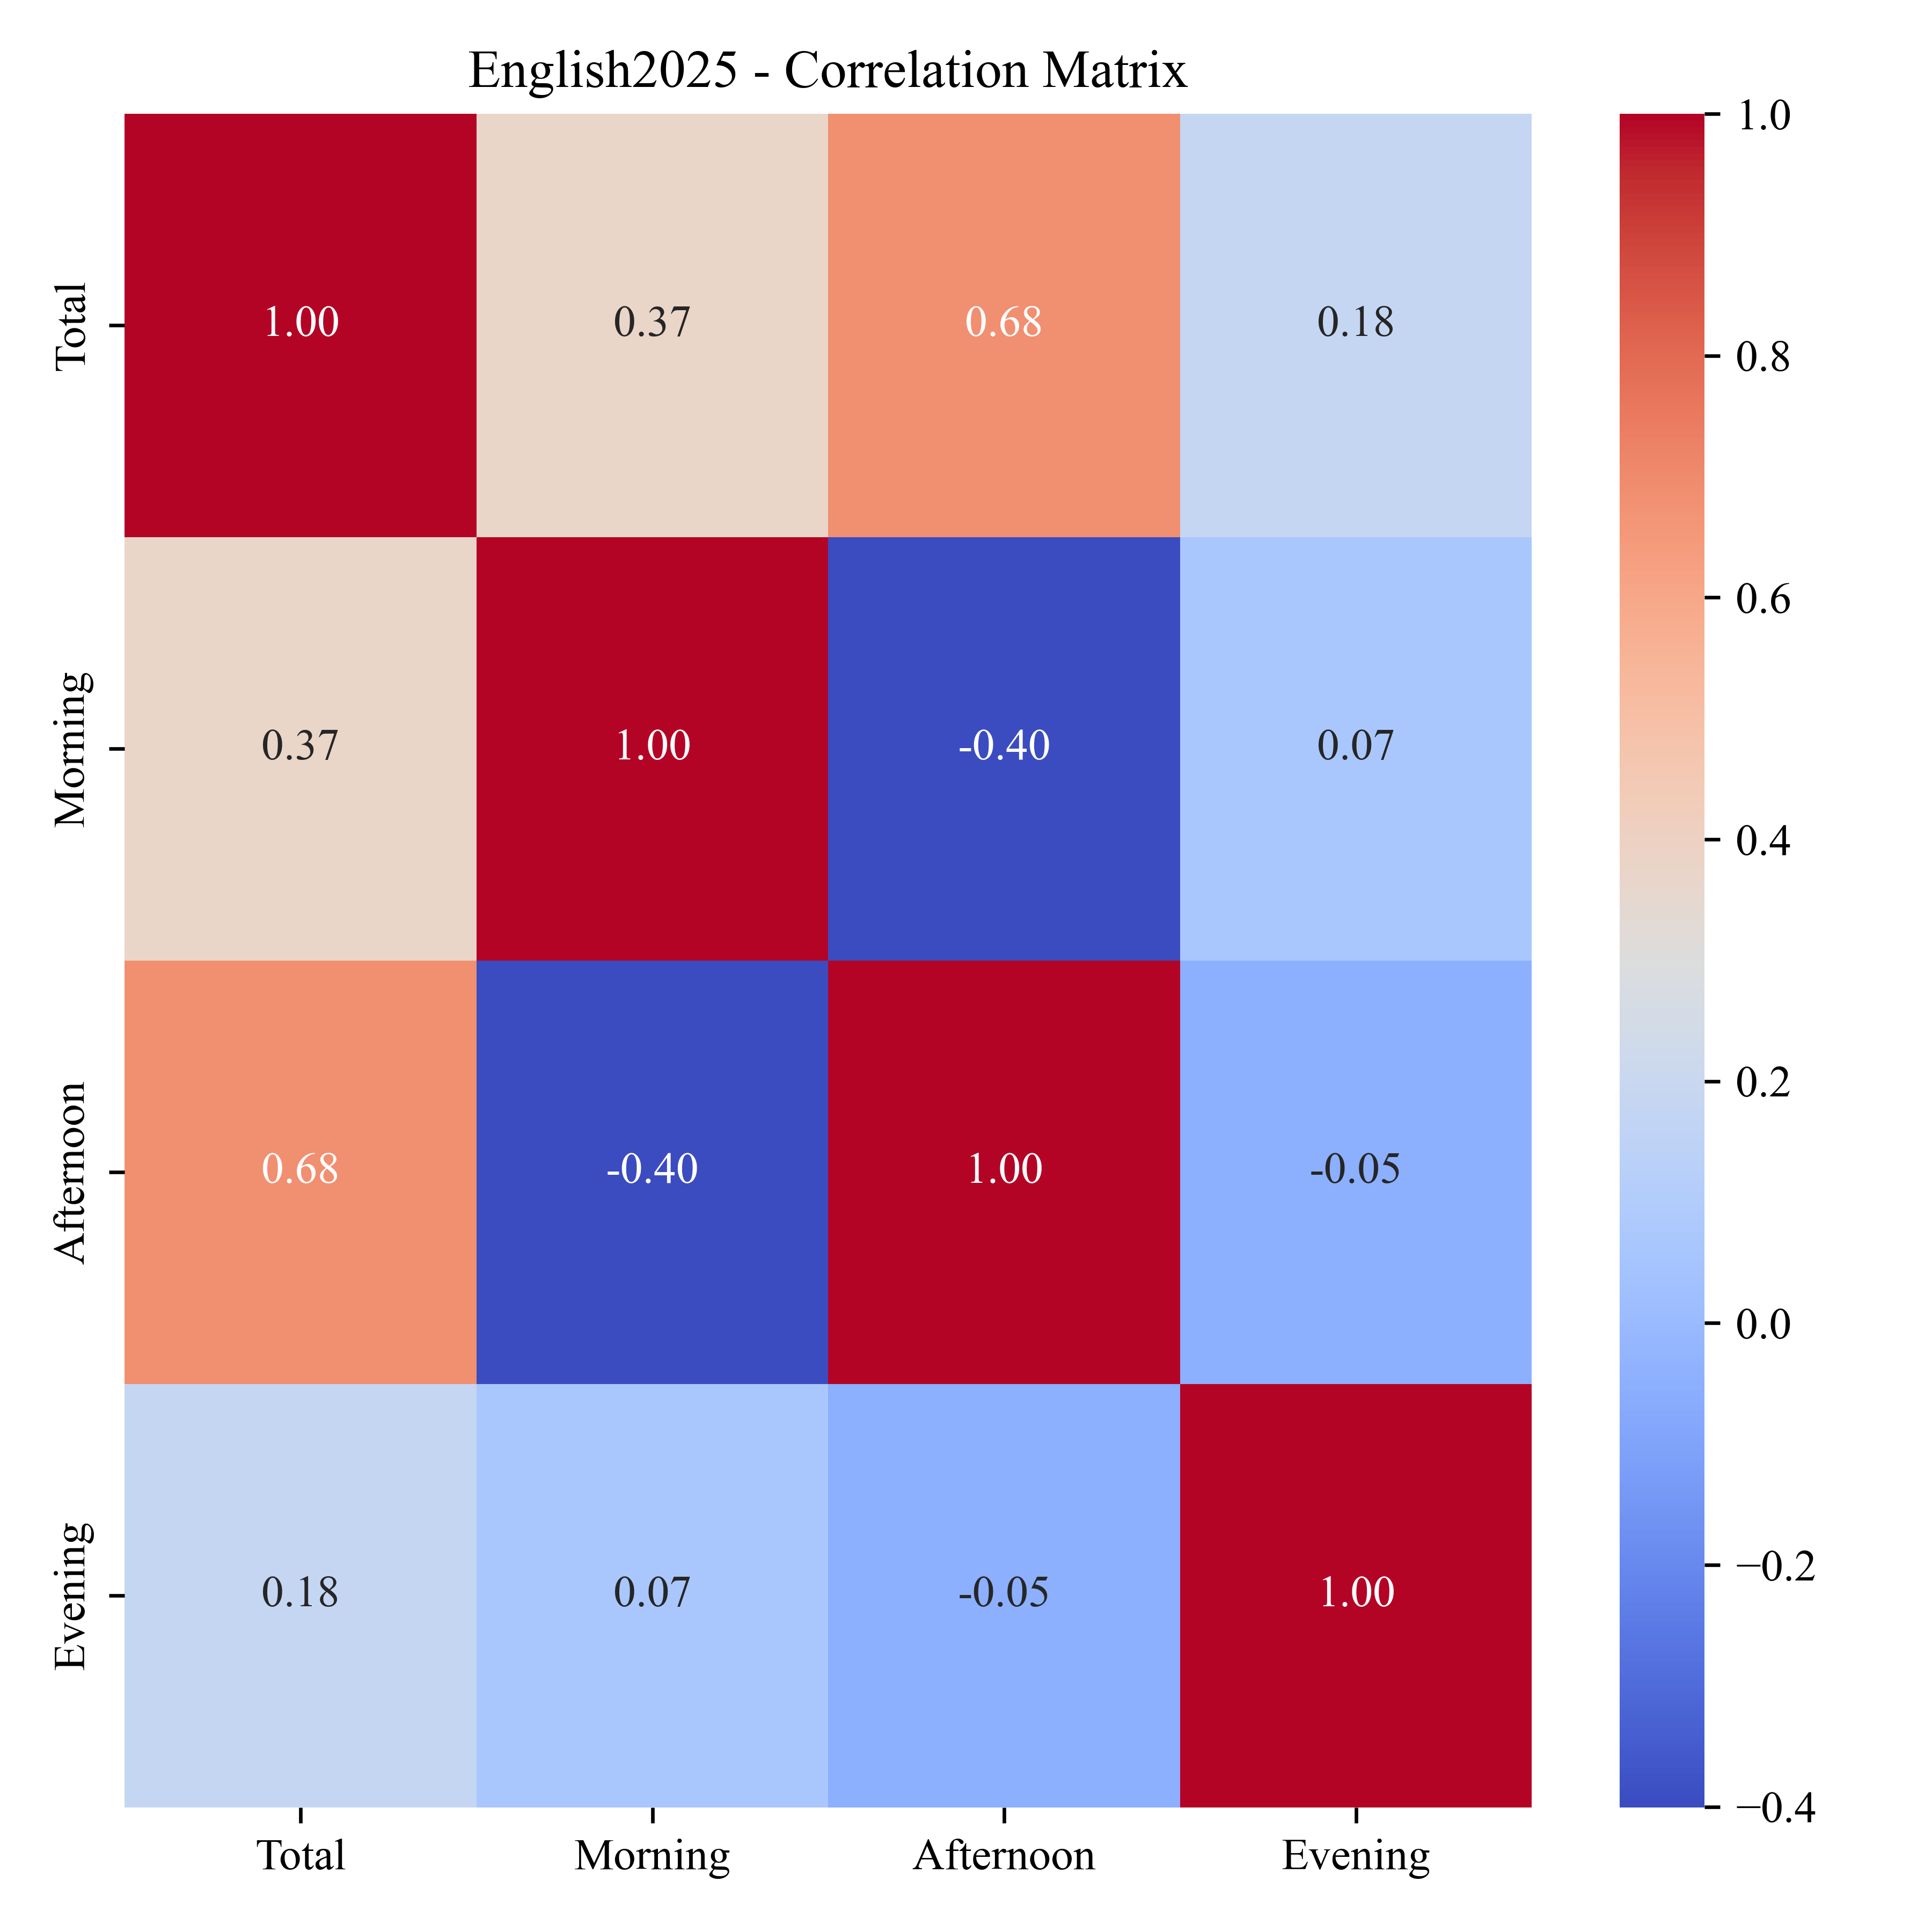 English2025 - Correlation Matrix
Total 1.00 0.37 0.68 0.18
Morning 0.37 1.00 -0.40 0.07
Afternoon 0.68 -0.40 1.00 -0.05
Evening 0.18 0.07 -0.05 1.00
Total Morning Afternoon Evening
1.0
0.8
0.6
0.4
0.2
0.0
−0.2
−0.4